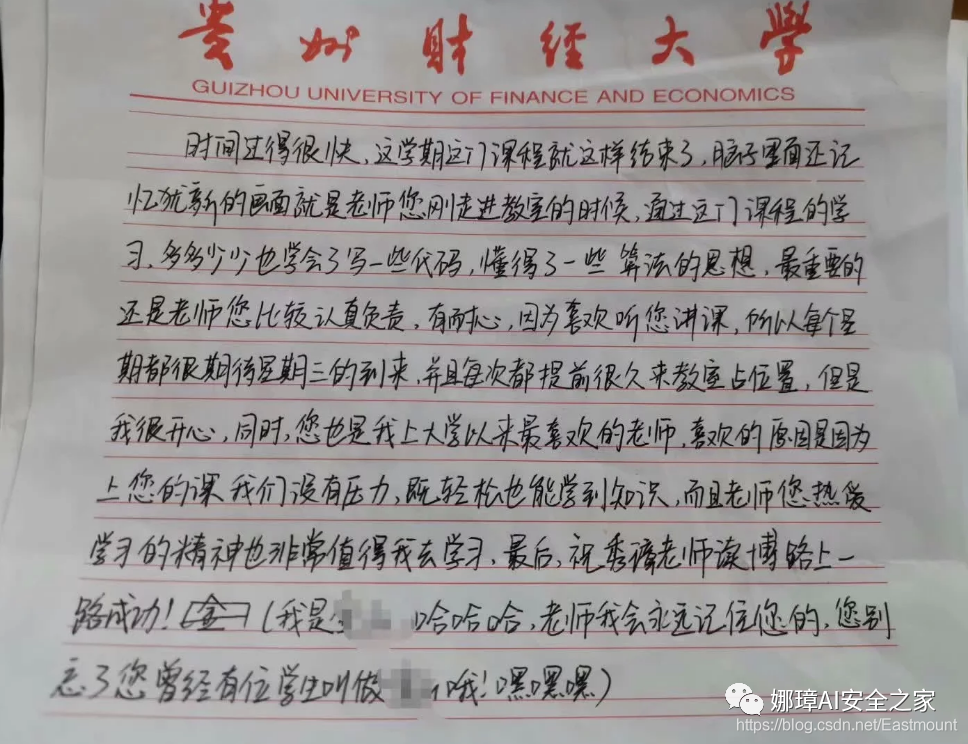 贵州财经大学
GUIZHOU UNIVERSITY OF FINANCE AND ECONOMICS
时间过得很快,这学期这门课程就这样结束了,脑子里面还记
忆犹新的画面就是老师您刚走进教室的时候,通过这门课程的学
习,多多少少也学会了写一些代码,懂得了一些算法的思想,最重要的
还是老师您比较认真负责,有耐心,因为喜欢听您讲课,所以每个星
期都很期待星期三的到来,并且每次都提前很久来教室占位置,但是
我很开心,同时,您也是我上大学以来最喜欢的老师,喜欢的原因是因为
上您的课我们没有压力,既轻松也能学到知识,而且老师您热爱
学习的精神也非常值得我去学习,最后,祝秀璋老师读博路上一
路成功!(我是 哈哈哈,老师我会永远记住您的,您别
忘了您曾经有位学生叫做 哦!嘿嘿嘿)
娜璋AI安全之家
https://blog.csdn.net/Eastmount